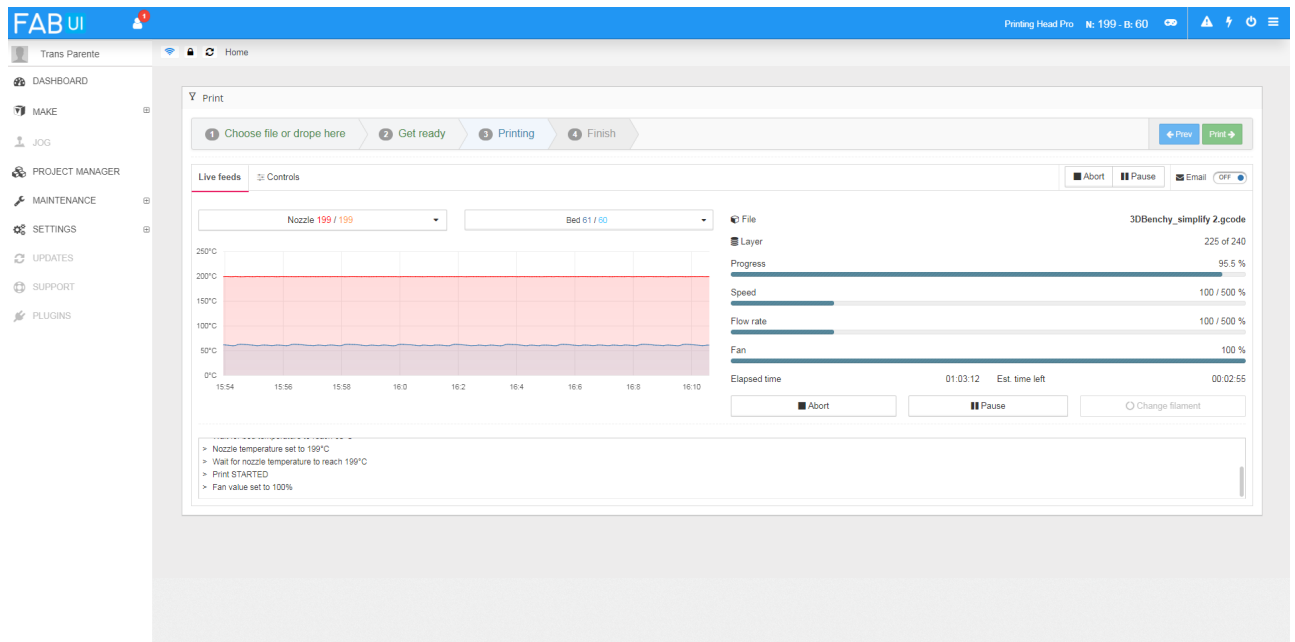 FAB UI 1 Printing Head Pro N: 199 - B: 60
Trans Parente Home
DASHBOARD
MAKE
JOG
PROJECT MANAGER
MAINTENANCE
SETTINGS
UPDATES
SUPPORT
PLUGINS
Print
1 Choose file or drope here 2 Get ready 3 Printing 4 Finish Prev Print
Live feeds Controls Abort Pause Email OFF
Nozzle 199 / 199 Bed 61 / 60
250°C
200°C
150°C
100°C
50°C
0°C
15:54 15:56 15:58 16:0 16:2 16:4 16:6 16:8 16:10
File 3DBenchy_simplify 2.gcode
Layer 225 of 240
Progress 95.5 %
Speed 100 / 500 %
Flow rate 100 / 500 %
Fan 100 %
Elapsed time 01:03:12 Est. time left 00:02:55
Abort Pause Change filament
> Nozzle temperature set to 199°C
> Wait for nozzle temperature to reach 199°C
> Print STARTED
> Fan value set to 100%